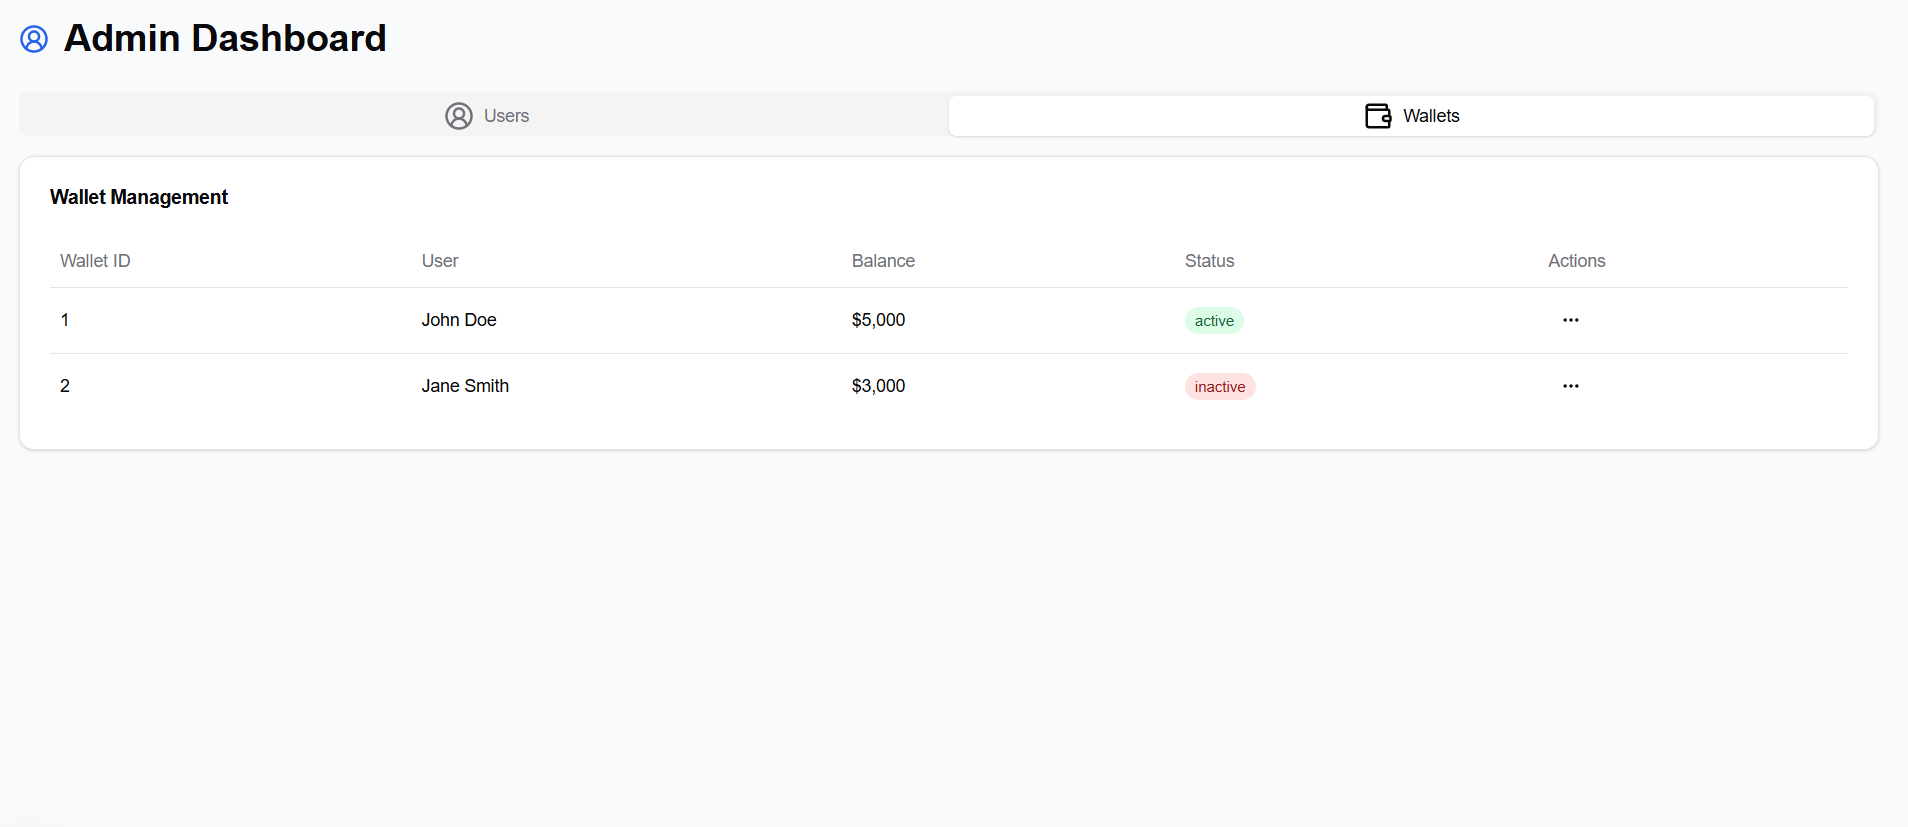 Admin Dashboard
Users Wallets
Wallet Management
Wallet ID User Balance Status Actions
1 John Doe $5,000 active ...
2 Jane Smith $3,000 inactive ...